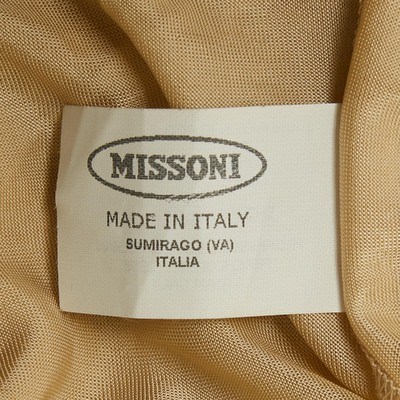 MISSONI
MADE IN ITALY
SUMIRAGO (VA)
ITALIA